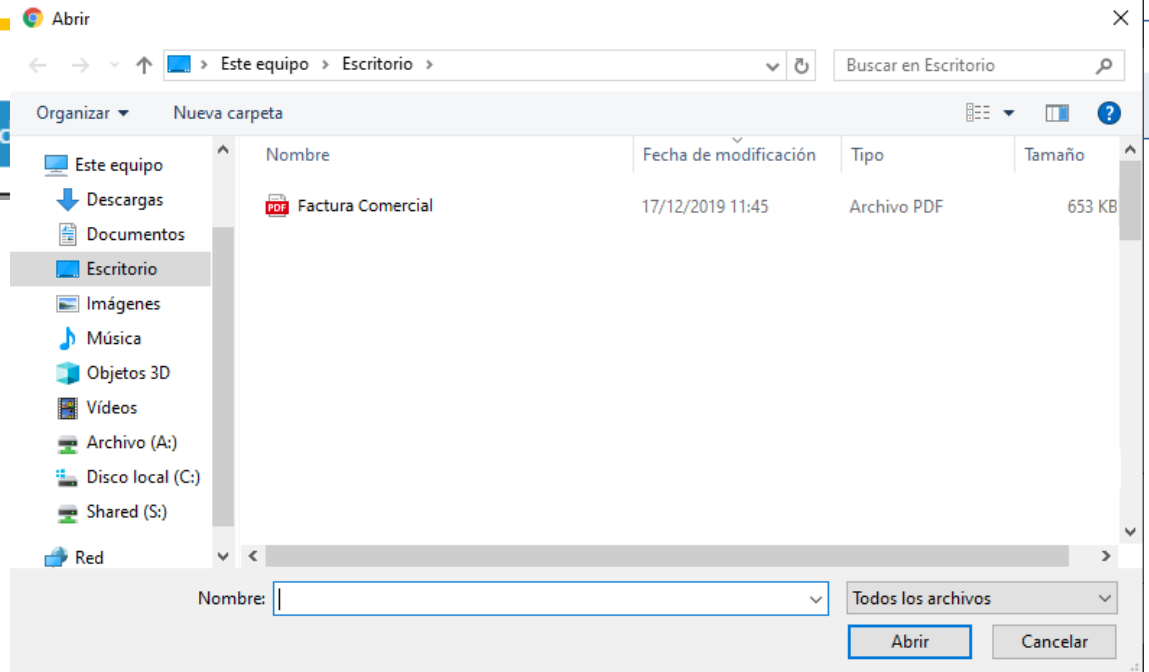 Abrir
Este equipo > Escritorio >
Buscar en Escritorio
Organizar
Nueva carpeta
?
Este equipo
Descargas
Documentos
Escritorio
Imágenes
Música
Objetos 3D
Vídeos
Archivo (A:)
Disco local (C:)
Shared (S:)
Red
Nombre Fecha de modificación Tipo Tamaño
PDF Factura Comercial 17/12/2019 11:45 Archivo PDF 653 KB
Nombre:
Todos los archivos
Abrir Cancelar